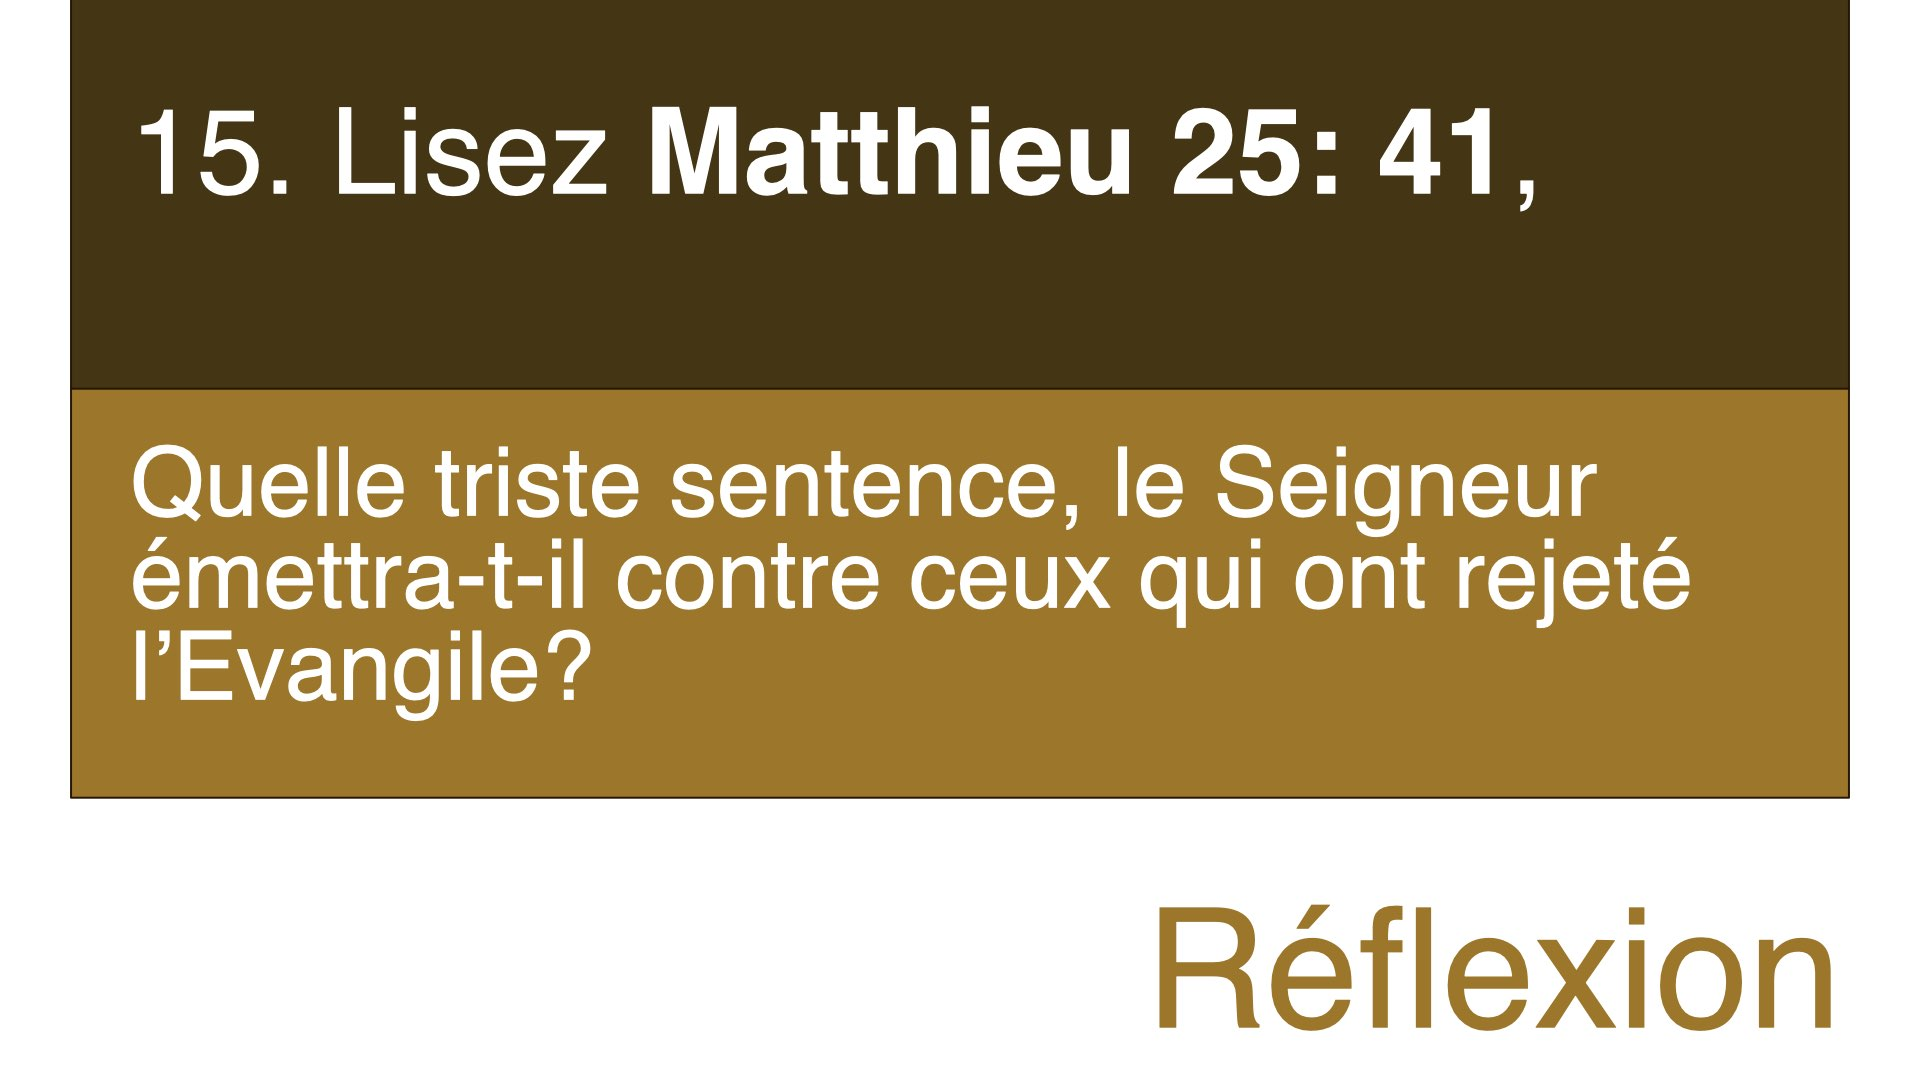 15. Lisez Matthieu 25: 41,
Quelle triste sentence, le Seigneur
émettra-t-il contre ceux qui ont rejeté
l’Evangile?
Réflexion